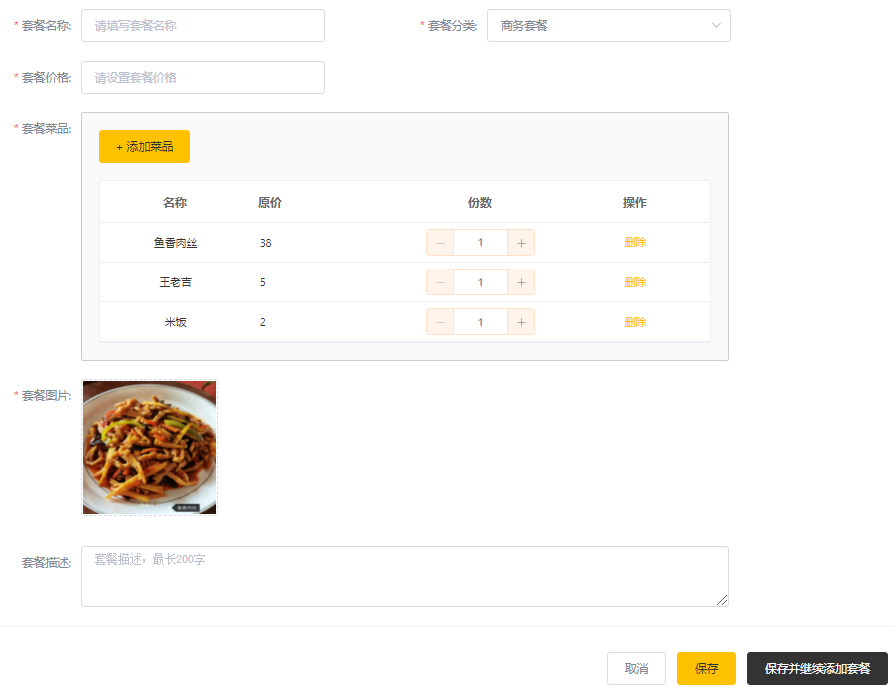 * 套餐名称: 请填写套餐名称 * 套餐分类: 商务套餐
* 套餐价格: 请设置套餐价格
* 套餐菜品:
+ 添加菜品
名称 原价 份数 操作
鱼香肉丝 38 － 1 + 删除
王老吉 5 － 1 + 删除
米饭 2 － 1 + 删除
* 套餐图片:
套餐描述: 套餐描述，最长200字
取消 保存 保存并继续添加套餐